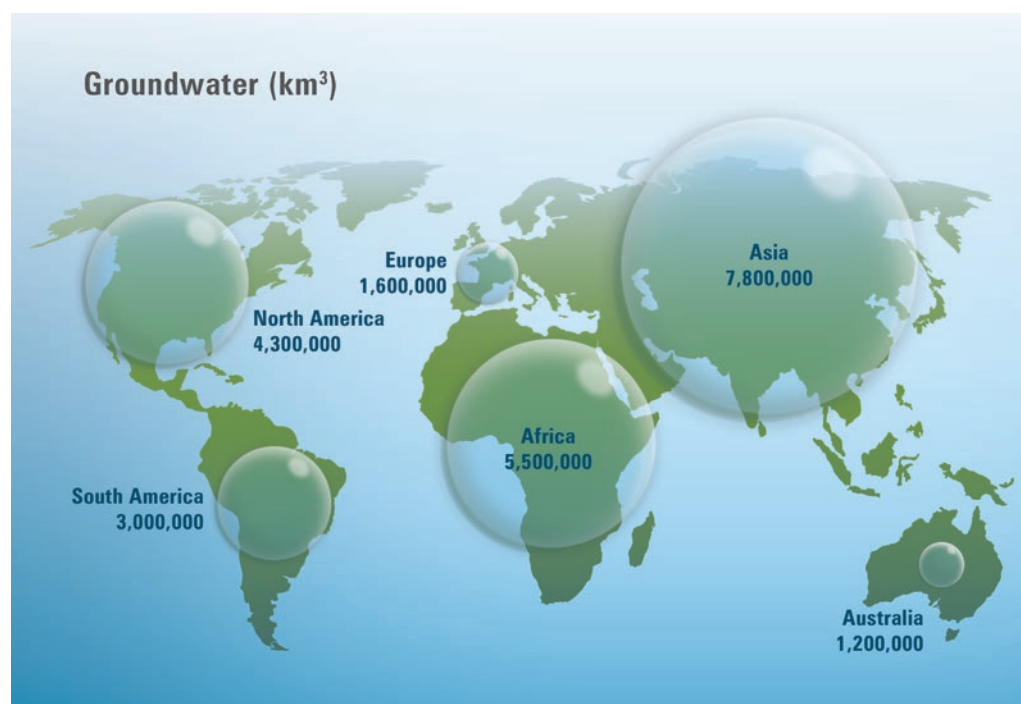 Groundwater (km³)
Asia
7,800,000
Europe
1,600,000
North America
4,300,000
Africa
5,500,000
South America
3,000,000
Australia
1,200,000